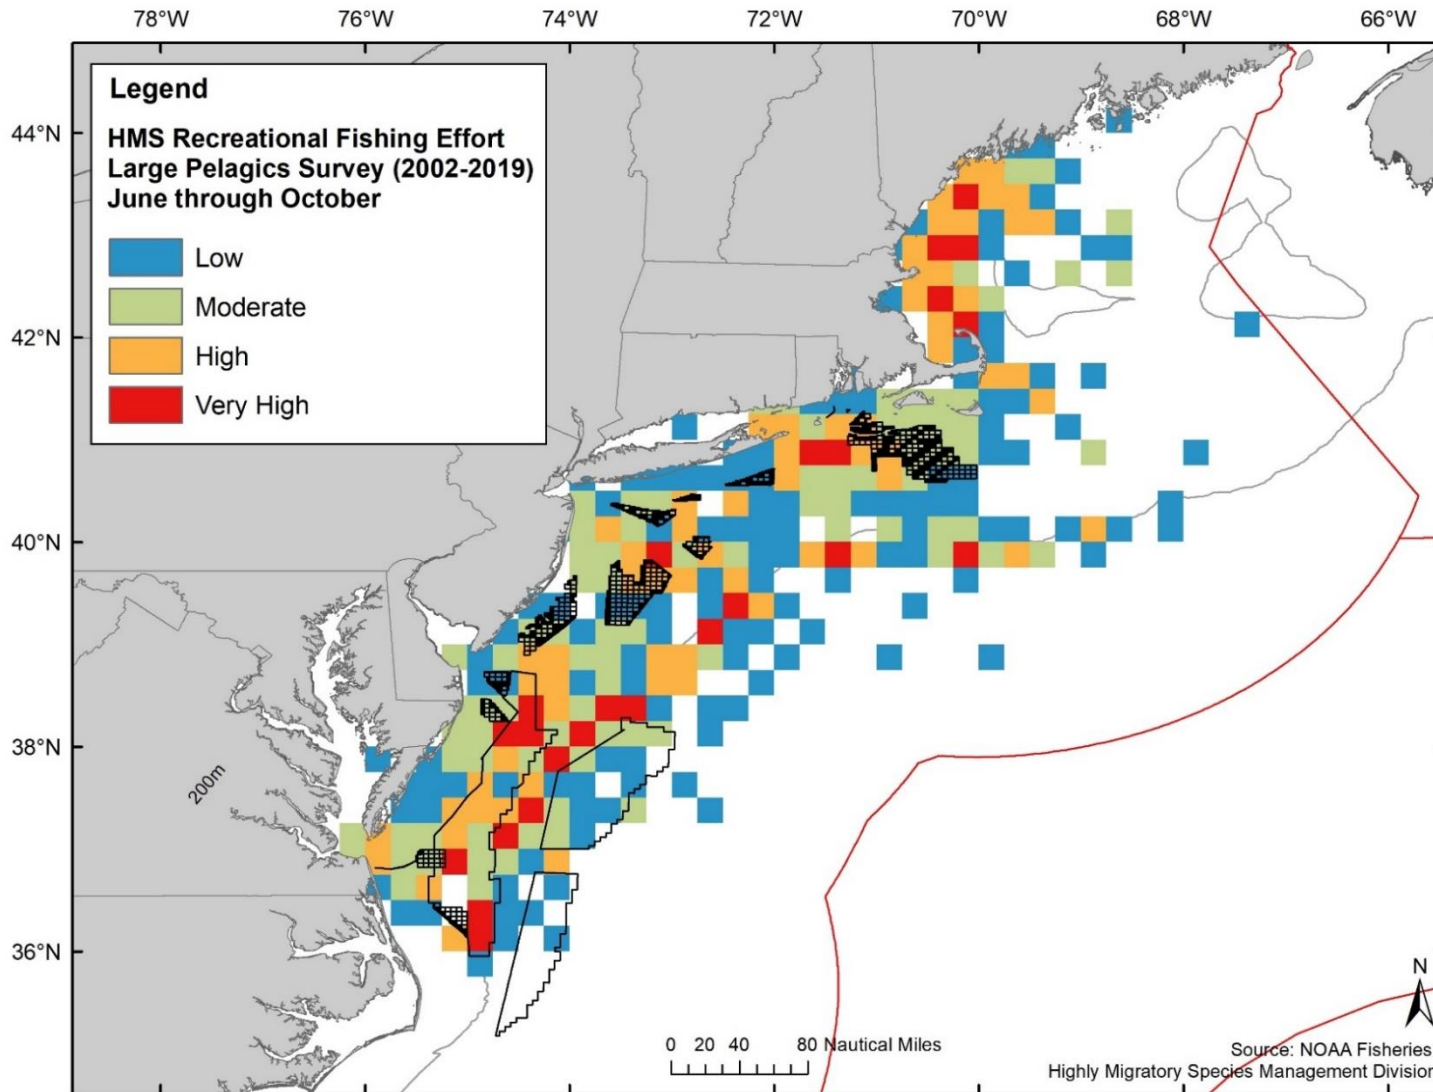 78°W 76°W 74°W 72°W 70°W 68°W 66°W
Legend
HMS Recreational Fishing Effort
Large Pelagics Survey (2002-2019)
June through October
Low
Moderate
High
Very High
44°N
42°N
40°N
38°N
36°N
200m
N
0 20 40 80 Nautical Miles
Source: NOAA Fisheries
Highly Migratory Species Management Division